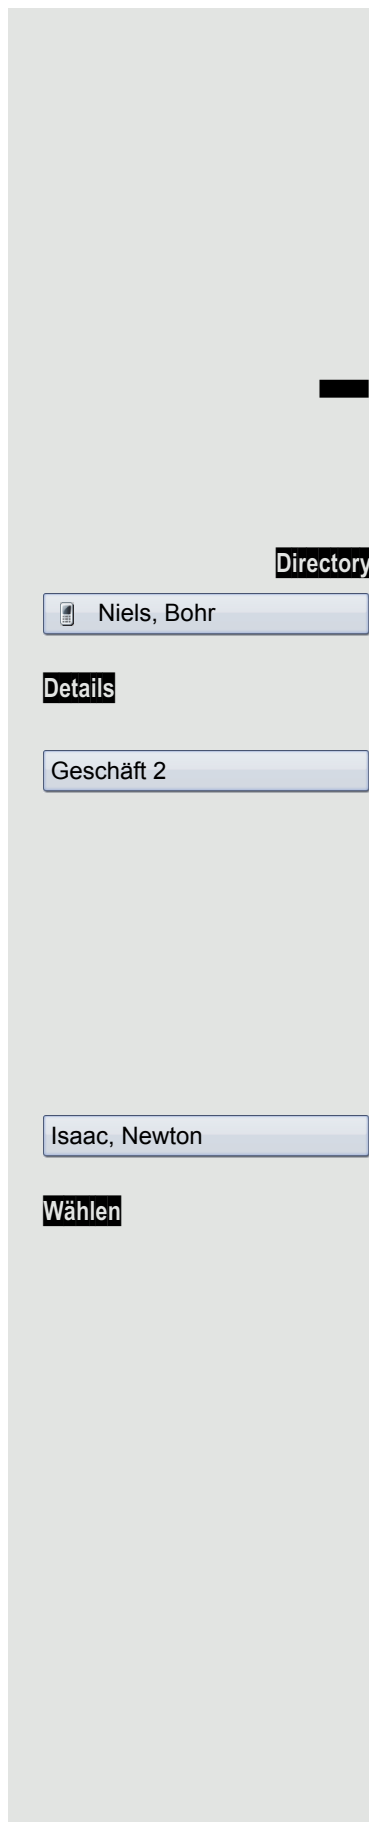 Directory
Niels, Bohr
Details
Geschäft 2
Isaac, Newton
Wählen